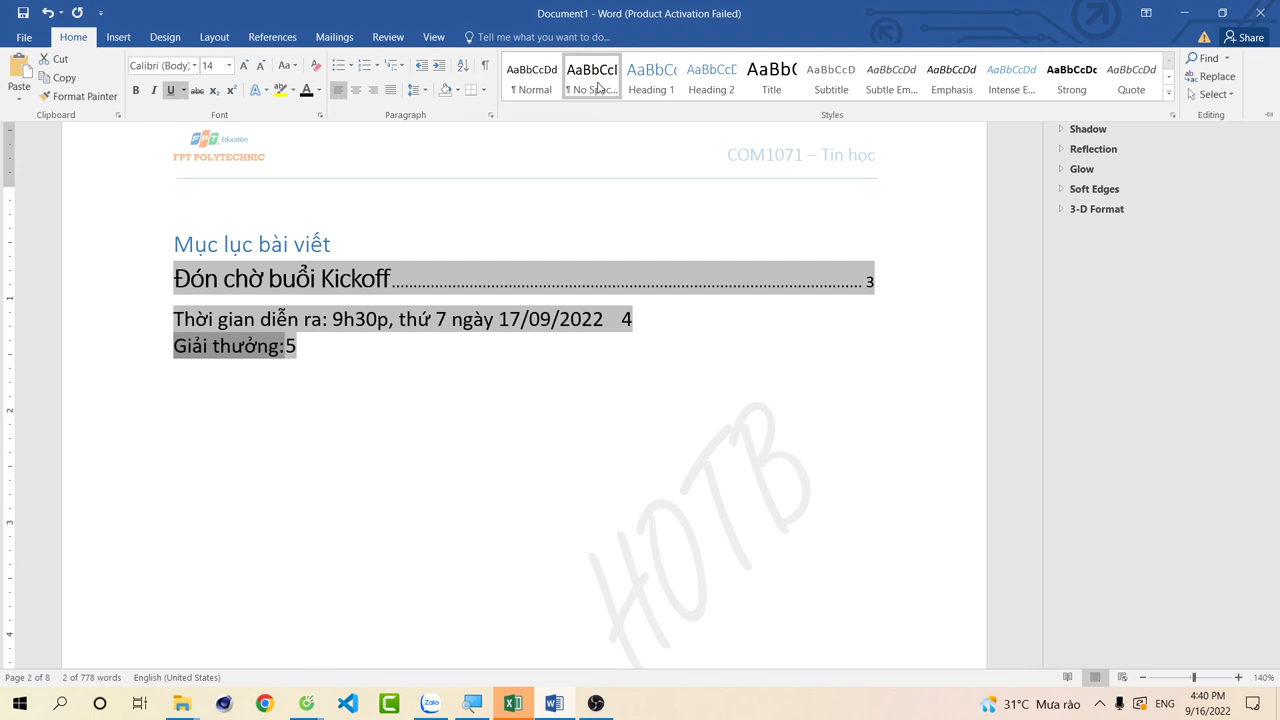 Document1 - Word (Product Activation Failed)
File Home Insert Design Layout References Mailings Review View Tell me what you want to do... Share
Paste Cut Copy Format Painter
Calibri (Body) 14
AaBbCcDd AaBbCcI AaBbCc AaBbCcD AaBb( AaBbCcD AaBbCcDd AaBbCcDd AaBbCcDd AaBbCcDc AaBbCcDd
¶ Normal ¶ No Spac... Heading 1 Heading 2 Title Subtitle Subtle Em... Emphasis Intense E... Strong Quote
Find
Replace
Select
Clipboard Font Paragraph Styles Editing
FPT Education
FPT POLYTECHNIC
COM1071 – Tin học
Mục lục bài viết
Đón chờ buổi Kickoff........................................................................................................ 3
Thời gian diễn ra: 9h30p, thứ 7 ngày 17/09/2022 4
Giải thưởng:5
HOTB
Shadow
Reflection
Glow
Soft Edges
3-D Format
Page 2 of 8 2 of 778 words English (United States) 140%
Zalo
31°C Mưa rào
4:40 PM
9/16/2022